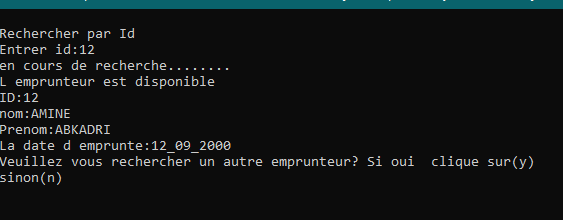 Rechercher par Id
Entrer id:12
en cours de recherche........
L emprunteur est disponible
ID:12
nom:AMINE
Prenom:ABKADRI
La date d emprunte:12_09_2000
Veuillez vous rechercher un autre emprunteur? Si oui  clique sur(y)
sinon(n)